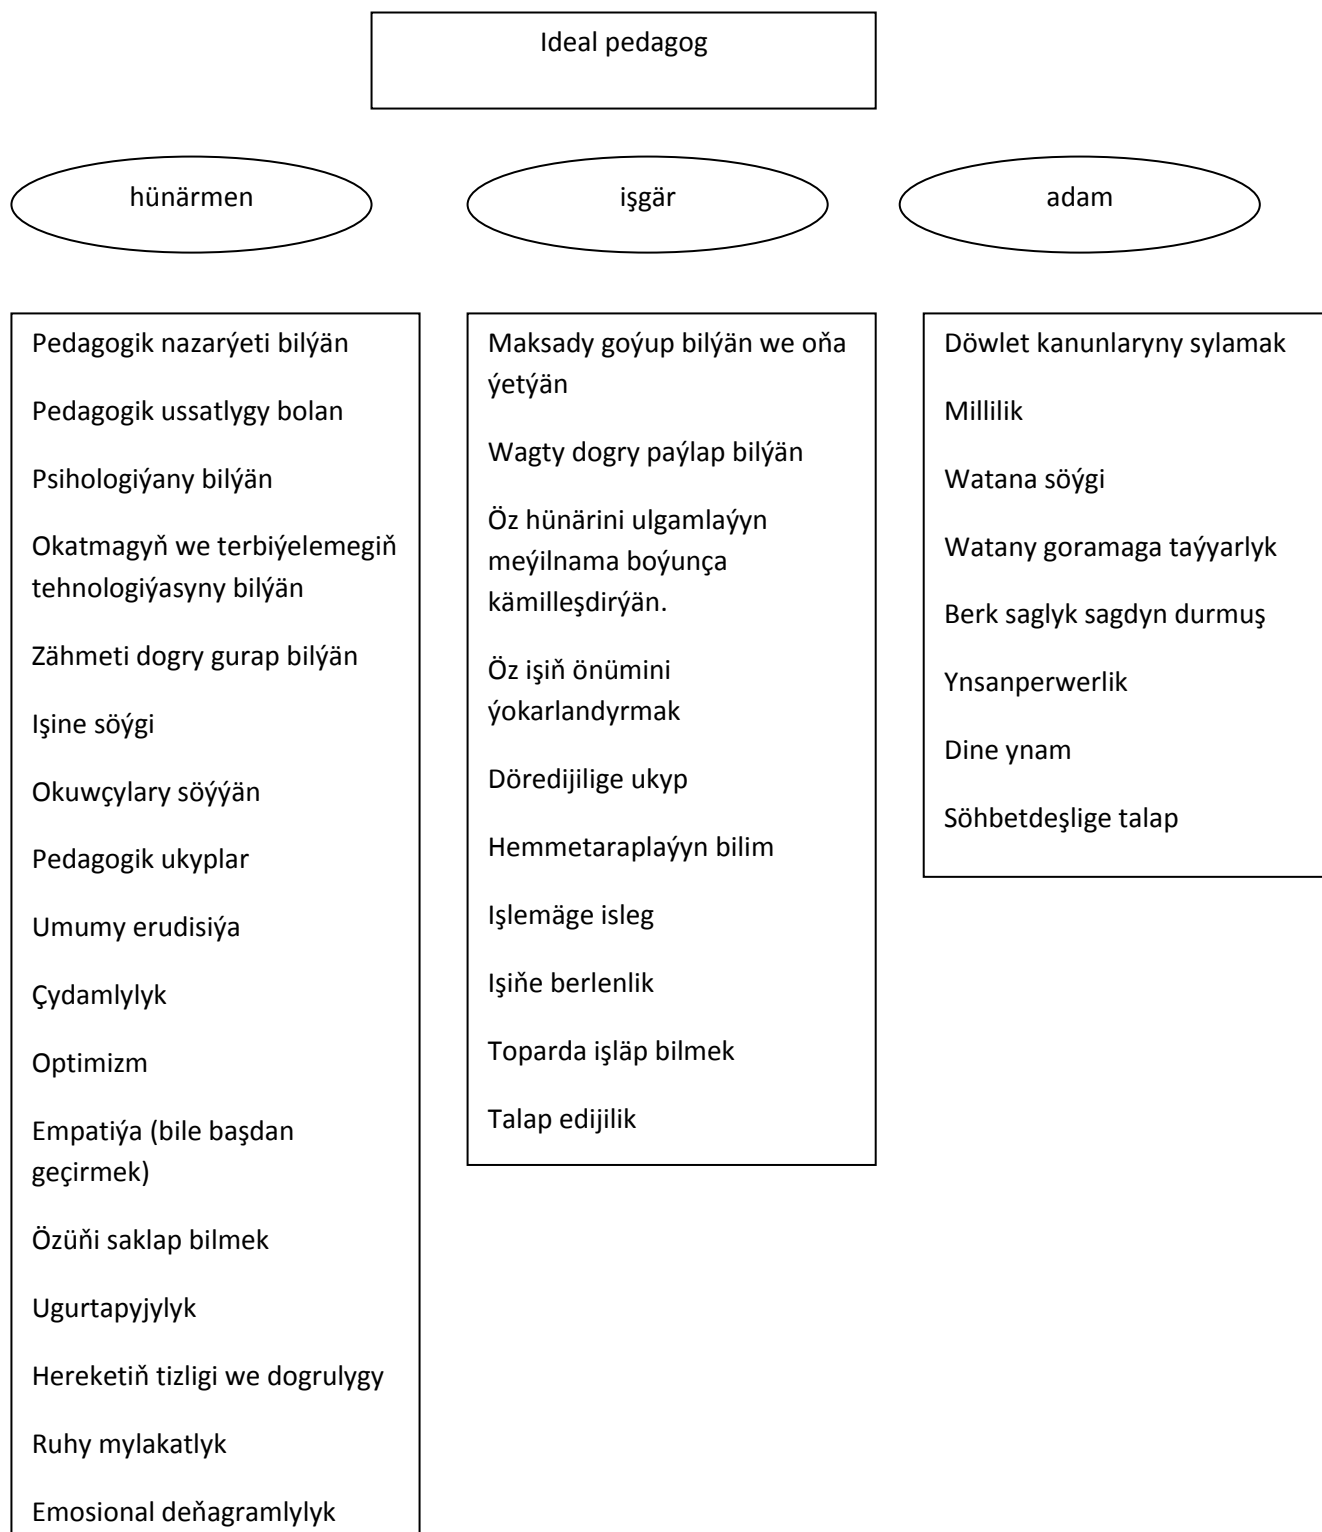 Ideal pedagog
hünärmen
işgär
adam
Pedagogik nazarýeti bilýän
Pedagogik ussatlygy bolan
Psihologiýany bilýän
Okatmagyň we terbiýelemegiň
tehnologiýasyny bilýän
Zähmeti dogry gurap bilýän
Işine söýgi
Okuwçylary söýýän
Pedagogik ukyplar
Umumy erudisiýa
Çydamlylyk
Optimizm
Empatiýa (bile başdan
geçirmek)
Özüňi saklap bilmek
Ugurtapyjylyk
Hereketiň tizligi we dogrulygy
Ruhy mylakatlyk
Emosional deňagramlylyk
Maksady goýup bilýän we oňa
ýetýän
Wagty dogry paýlap bilýän
Öz hünärini ulgamlaýyn
meýilnama boýunça
kämilleşdirýän.
Öz işiň önümini
ýokarlandyrmak
Döredijilige ukyp
Hemmetaraplaýyn bilim
Işlemäge isleg
Işiňe berlenlik
Toparda işläp bilmek
Talap edijilik
Döwlet kanunlaryny sylamak
Millilik
Watana söýgi
Watany goramaga taýyarlyk
Berk saglyk sagdyn durmuş
Ynsanperwerlik
Dine ynam
Söhbetdeşlige talap